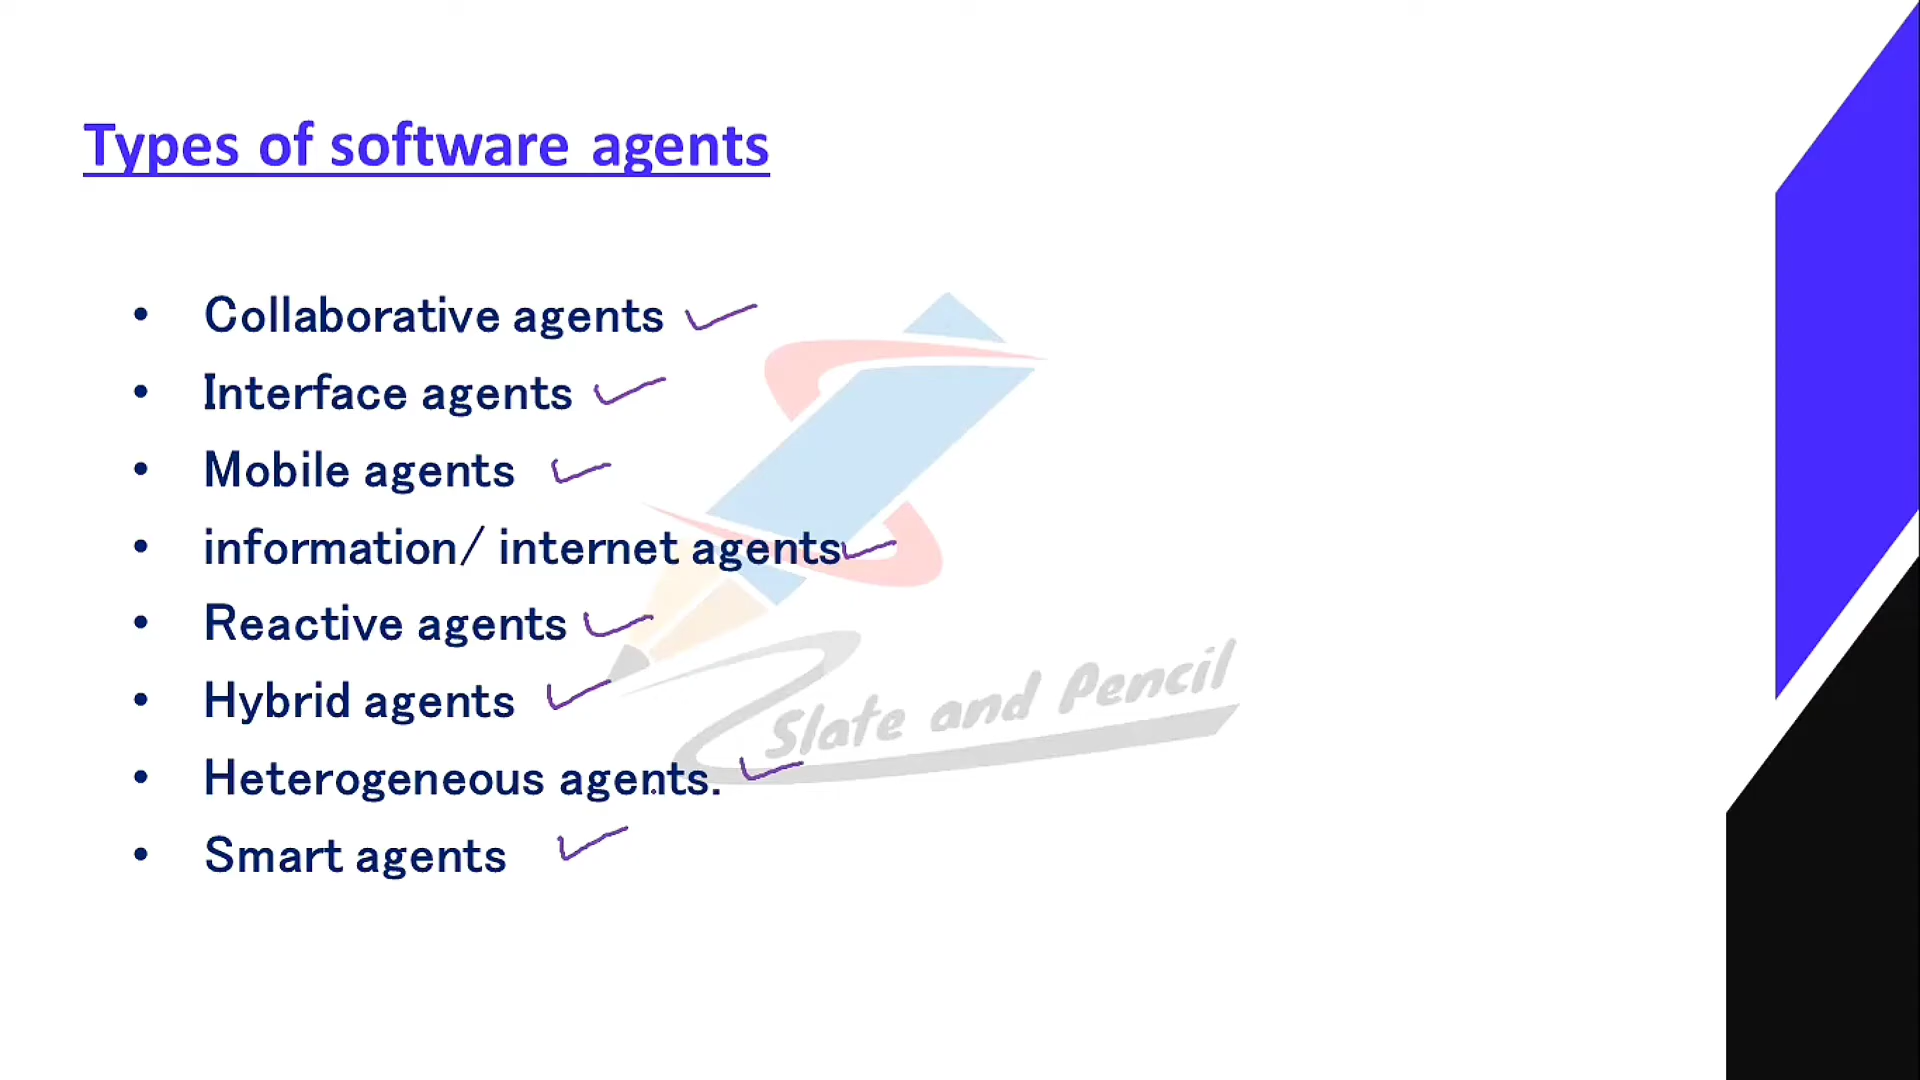 Types of software agents
• Collaborative agents
• Interface agents
• Mobile agents
• information/ internet agents
• Reactive agents
• Hybrid agents
• Heterogeneous agents.
• Smart agents
Slate and Pencil